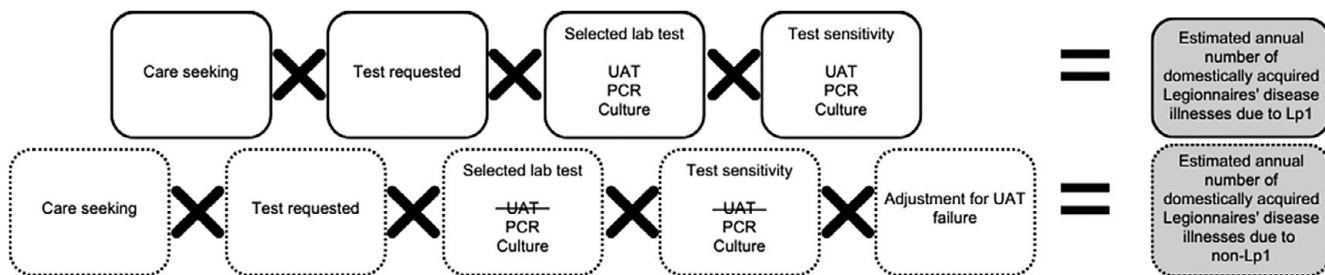 Care seeking
Test requested
Selected lab test
UAT
PCR
Culture
Test sensitivity
UAT
PCR
Culture
Estimated annual
number of
domestically acquired
Legionnaires' disease
illnesses due to Lp1
Care seeking
Test requested
Selected lab test
UAT
PCR
Culture
Test sensitivity
UAT
PCR
Culture
Adjustment for UAT
failure
Estimated annual
number of
domestically acquired
Legionnaires' disease
illnesses due to
non-Lp1